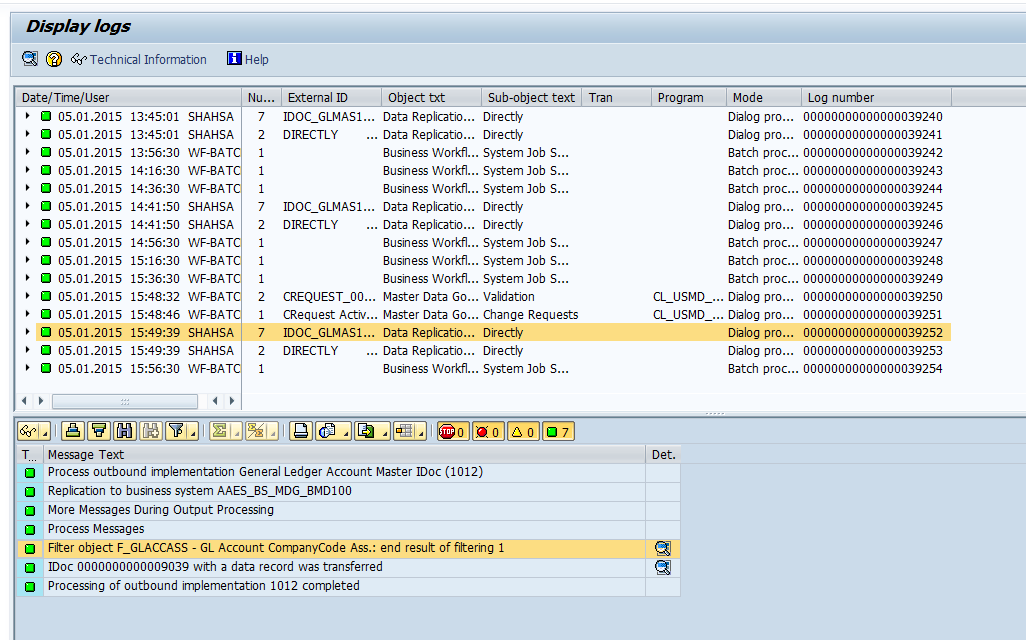 Display logs
Technical Information Help
Date/Time/User Nu... External ID Object txt Sub-object text Tran Program Mode Log number
05.01.2015 13:45:01 SHAHSA 7 IDOC_GLMAS1... Data Replicatio... Directly Dialog pro... 00000000000000039240
05.01.2015 13:45:01 SHAHSA 2 DIRECTLY ... Data Replicatio... Directly Dialog pro... 00000000000000039241
05.01.2015 13:56:30 WF-BATC 1 Business Workfl... System Job S... Batch proc... 00000000000000039242
05.01.2015 14:16:30 WF-BATC 1 Business Workfl... System Job S... Batch proc... 00000000000000039243
05.01.2015 14:36:30 WF-BATC 1 Business Workfl... System Job S... Batch proc... 00000000000000039244
05.01.2015 14:41:50 SHAHSA 7 IDOC_GLMAS1... Data Replicatio... Directly Dialog pro... 00000000000000039245
05.01.2015 14:41:50 SHAHSA 2 DIRECTLY ... Data Replicatio... Directly Dialog pro... 00000000000000039246
05.01.2015 14:56:30 WF-BATC 1 Business Workfl... System Job S... Batch proc... 00000000000000039247
05.01.2015 15:16:30 WF-BATC 1 Business Workfl... System Job S... Batch proc... 00000000000000039248
05.01.2015 15:36:30 WF-BATC 1 Business Workfl... System Job S... Batch proc... 00000000000000039249
05.01.2015 15:48:32 WF-BATC 2 CREQUEST_00... Master Data Go... Validation CL_USMD_... Dialog pro... 00000000000000039250
05.01.2015 15:48:46 WF-BATC 1 CRequest Activ... Master Data Go... Change Requests CL_USMD_... Dialog pro... 00000000000000039251
05.01.2015 15:49:39 SHAHSA 7 IDOC_GLMAS1... Data Replicatio... Directly Dialog pro... 00000000000000039252
05.01.2015 15:49:39 SHAHSA 2 DIRECTLY ... Data Replicatio... Directly Dialog pro... 00000000000000039253
05.01.2015 15:56:30 WF-BATC 1 Business Workfl... System Job S... Batch proc... 00000000000000039254
STOP 0 0 0 7
T... Message Text Det.
Process outbound implementation General Ledger Account Master IDoc (1012)
Replication to business system AAES_BS_MDG_BMD100
More Messages During Output Processing
Process Messages
Filter object F_GLACCASS - GL Account CompanyCode Ass.: end result of filtering 1
IDoc 0000000000009039 with a data record was transferred
Processing of outbound implementation 1012 completed